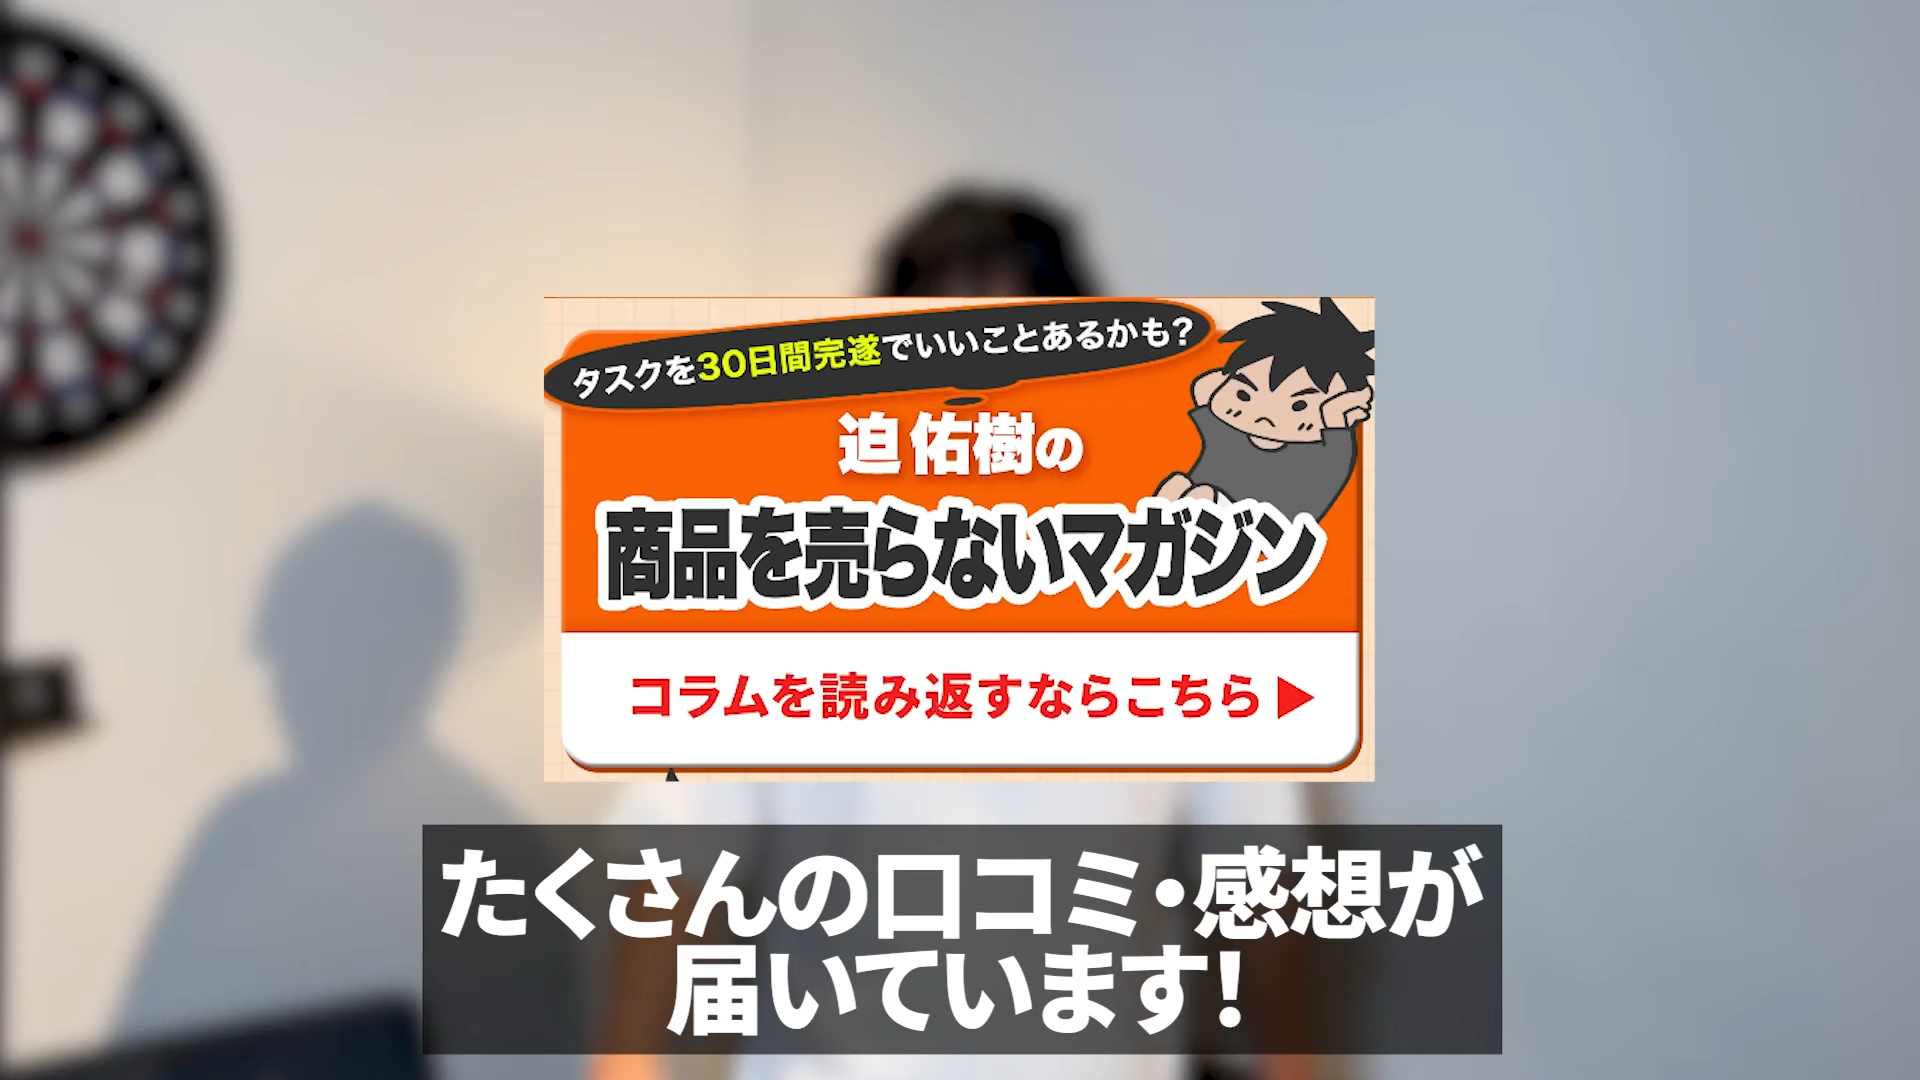 タスクを30日間完遂でいいことあるかも?
迫 佑樹の
商品を売らないマガジン
コラムを読み返すならこちら▶
たくさんの口コミ・感想が
届いています!